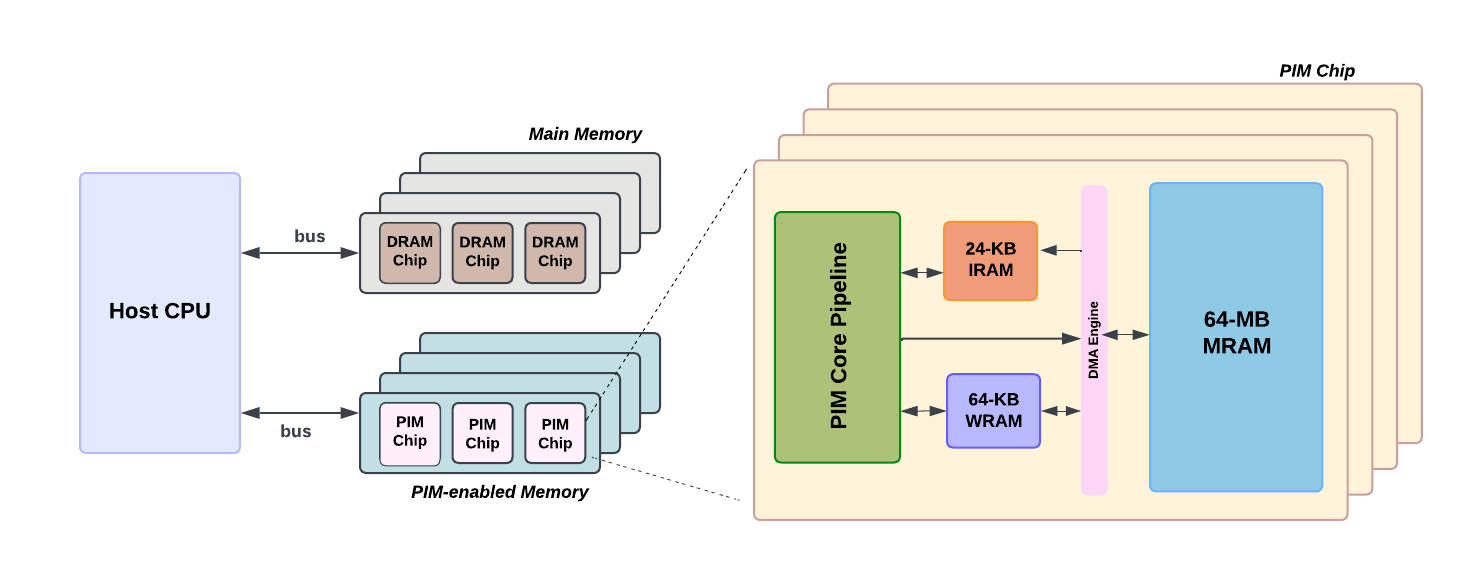 PIM Chip
Main Memory
DRAM
Chip
DRAM
Chip
DRAM
Chip
bus
Host CPU
bus
PIM
Chip
PIM
Chip
PIM
Chip
PIM-enabled Memory
PIM Core Pipeline
24-KB
IRAM
64-KB
WRAM
DMA Engine
64-MB
MRAM